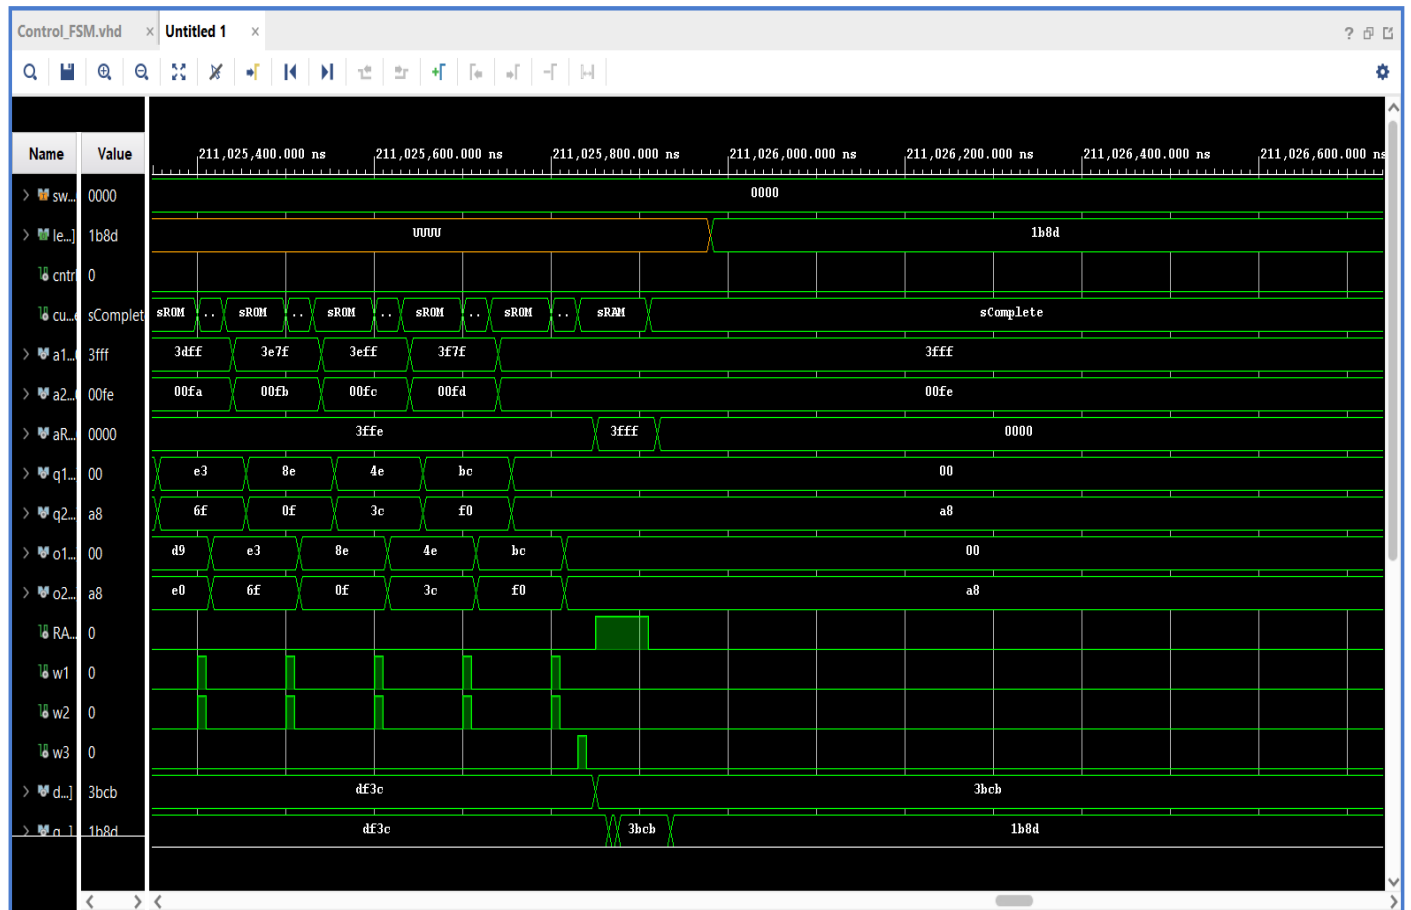 Control_FSM.vhd × Untitled 1 ×
?
Name Value
211,025,400.000 ns 211,025,600.000 ns 211,025,800.000 ns 211,026,000.000 ns 211,026,200.000 ns 211,026,400.000 ns 211,026,600.000 ns
sw... 0000 0000
le...] 1b8d UUUU 1b8d
cntrl 0
cu...e sComplet sROM .. sROM .. sROM .. sROM .. sROM .. sRAM sComplete
a1... 3fff 3dff 3e7f 3eff 3f7f 3fff
a2... 00fe 00fa 00fb 00fc 00fd 00fe
aR... 0000 3ffe 3fff 0000
q1... 00 e3 8e 4e bc 00
q2... a8 6f 0f 3c f0 a8
o1... 00 d9 e3 8e 4e bc 00
o2... a8 e0 6f 0f 3c f0 a8
RA... 0
w1 0
w2 0
w3 0
d...] 3bcb df3c 3bcb
q...] 1b8d df3c 3bcb 1b8d